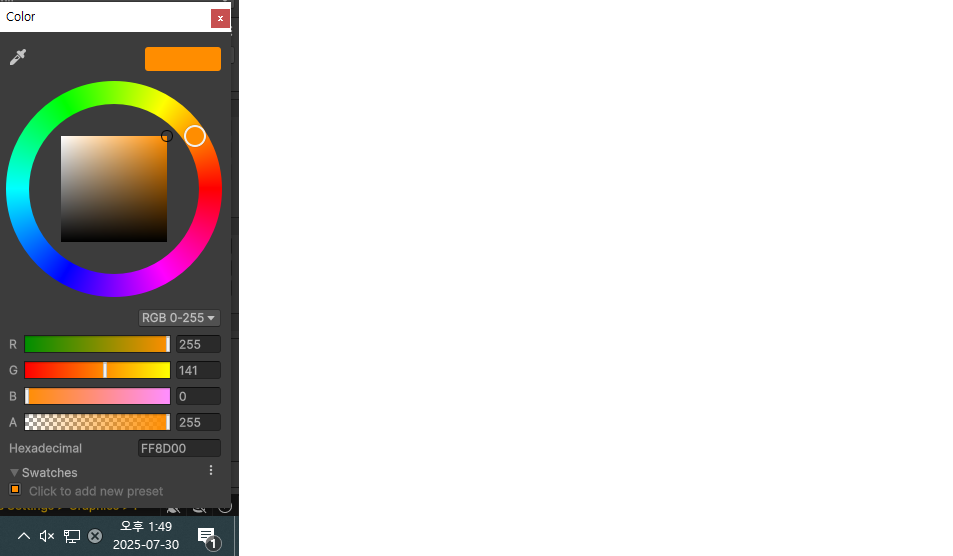 Color
x
RGB 0-255
R 255
G 141
B 0
A 255
Hexadecimal FF8D00
Swatches
Click to add new preset
오후 1:49
2025-07-30
1